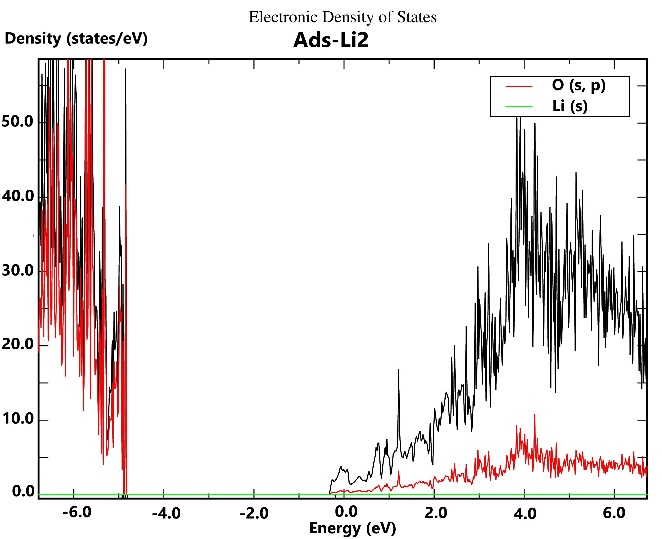 Electronic Density of States
Density (states/eV)
Ads-Li2
O (s, p)
Li (s)
50.0
40.0
30.0
20.0
10.0
0.0
-6.0 -4.0 -2.0 0.0 2.0 4.0 6.0
Energy (eV)